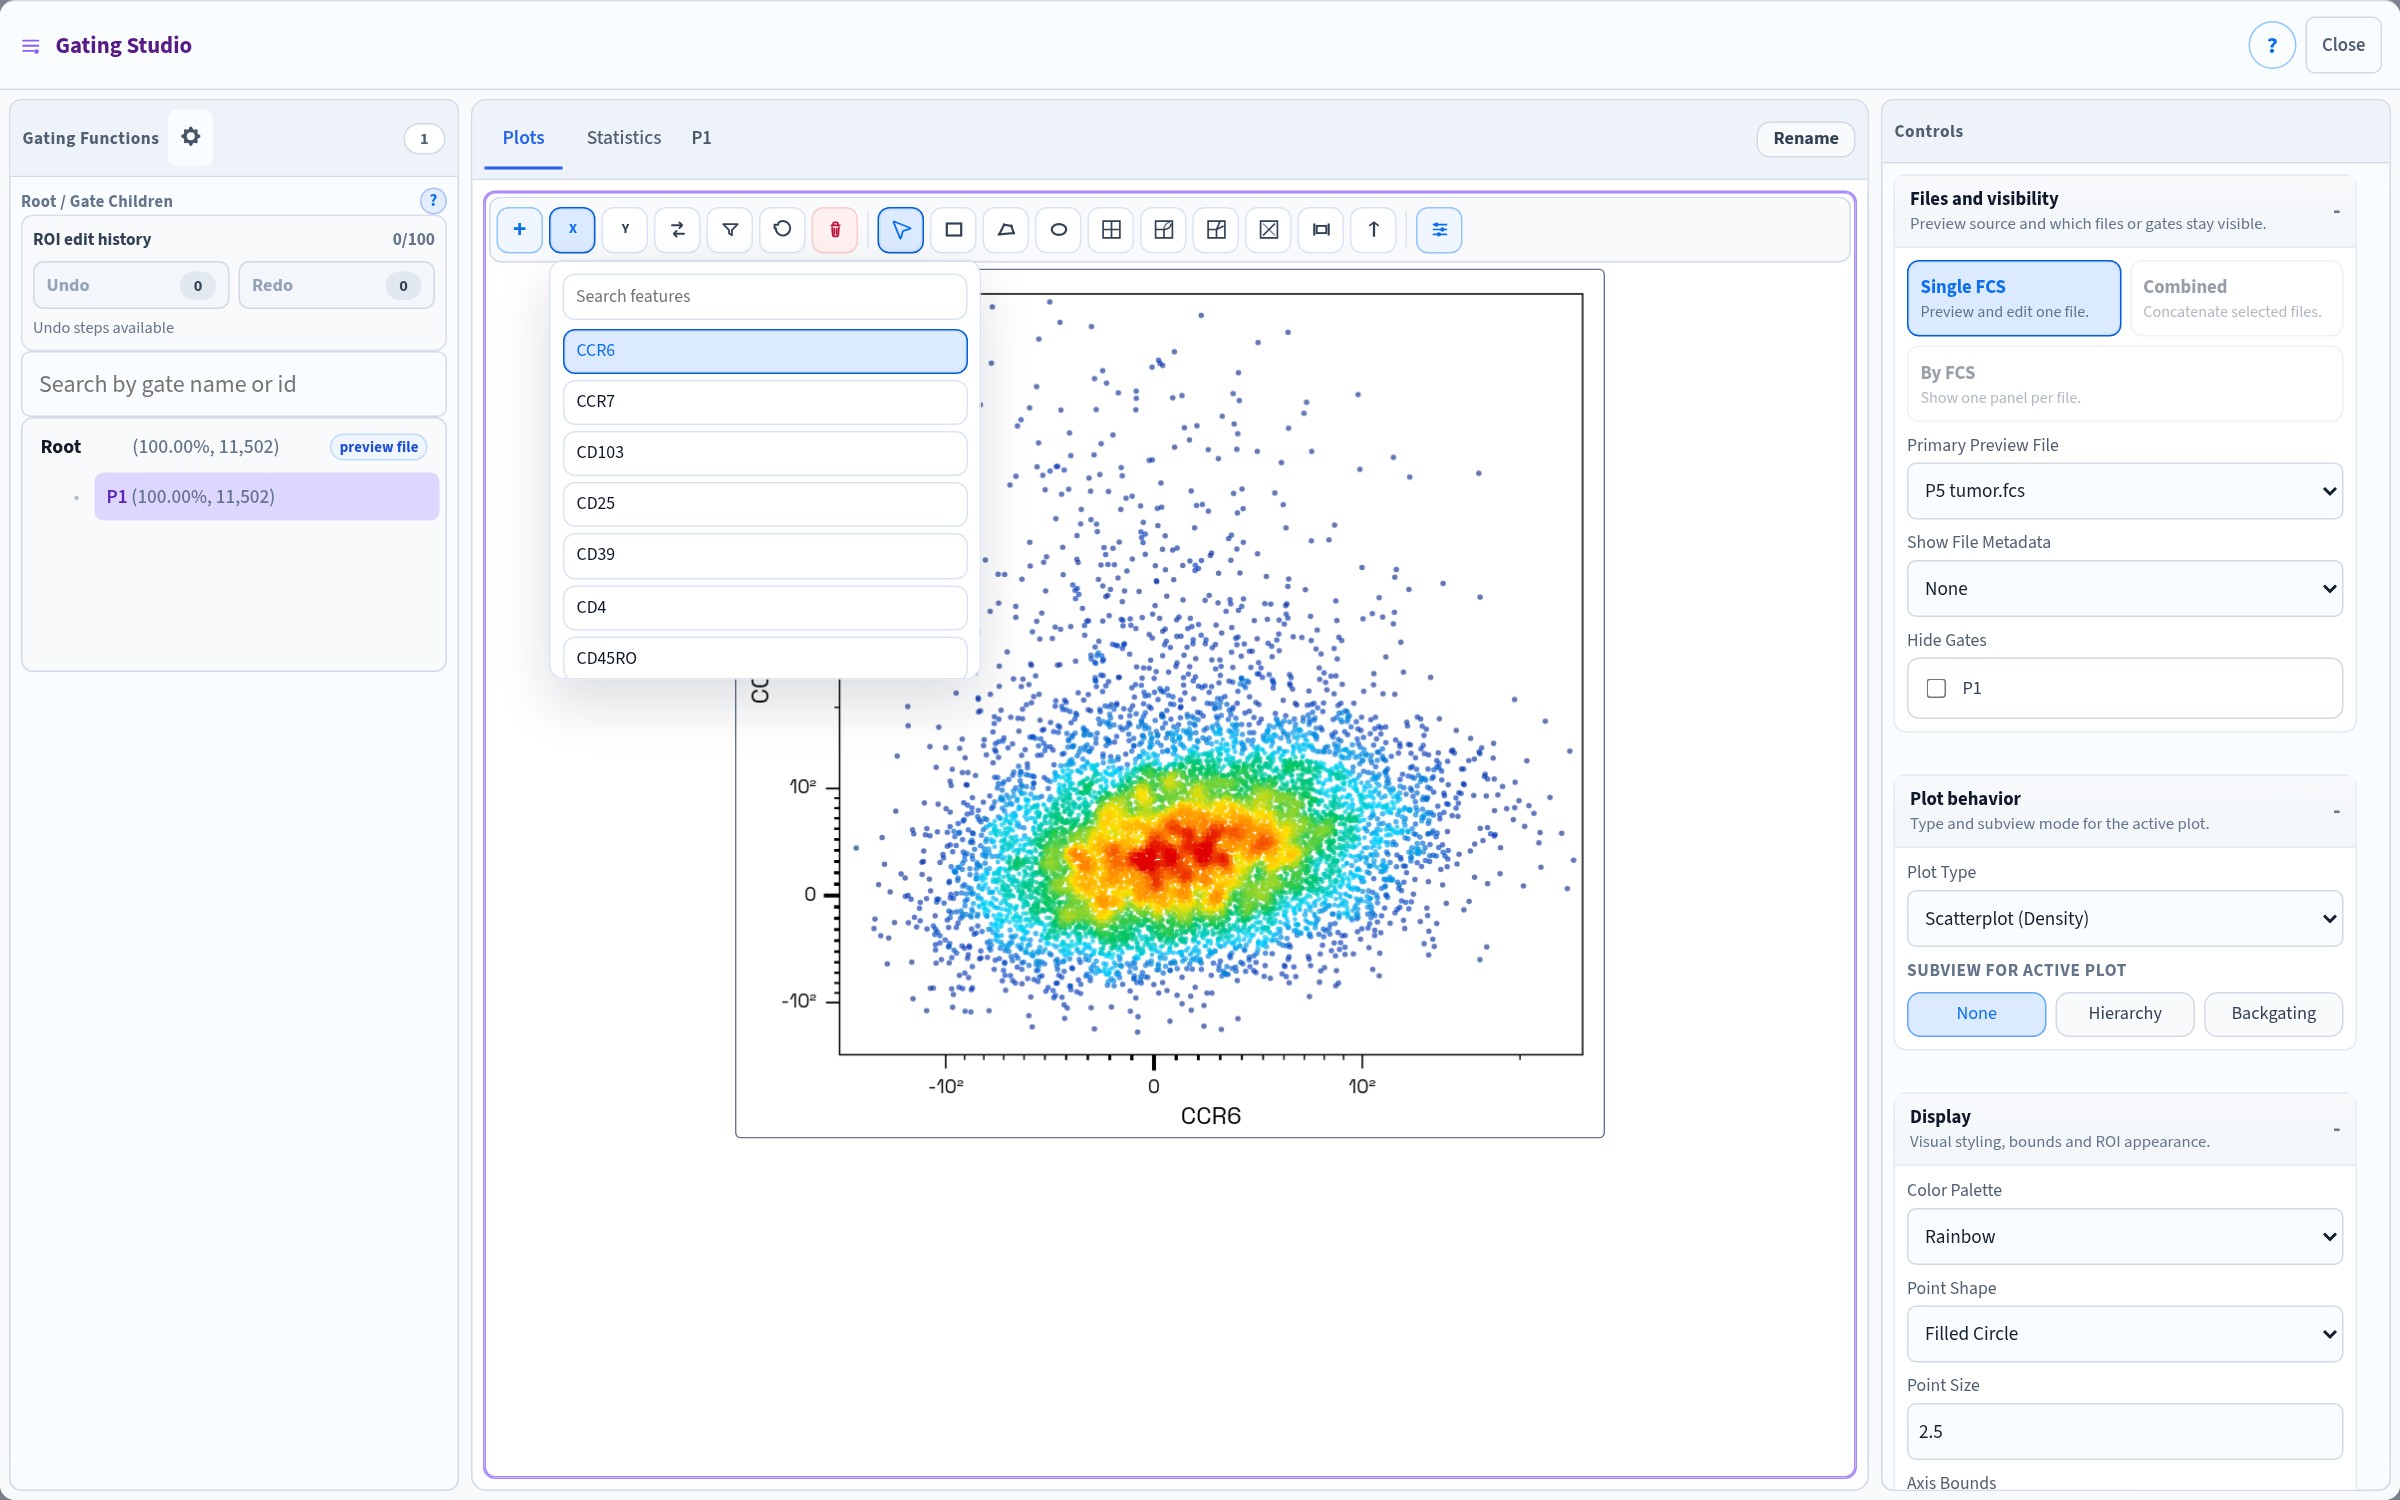 Gating Studio
?
Close
Gating Functions
1
Root / Gate Children
?
ROI edit history
0/100
Undo
0
Redo
0
Undo steps available
Search by gate name or id
Root
(100.00%, 11,502)
preview file
P1 (100.00%, 11,502)
Plots
Statistics
P1
Rename
+
X
Y
Search features
CCR6
CCR7
CD103
CD25
CD39
CD4
CD45RO
10²
0
-10²
-10²
0
10²
CCR6
Controls
Files and visibility
Preview source and which files or gates stay visible.
-
Single FCS
Preview and edit one file.
Combined
Concatenate selected files.
By FCS
Show one panel per file.
Primary Preview File
P5 tumor.fcs
Show File Metadata
None
Hide Gates
P1
Plot behavior
Type and subview mode for the active plot.
-
Plot Type
Scatterplot (Density)
SUBVIEW FOR ACTIVE PLOT
None
Hierarchy
Backgating
Display
Visual styling, bounds and ROI appearance.
-
Color Palette
Rainbow
Point Shape
Filled Circle
Point Size
2.5
Axis Bounds